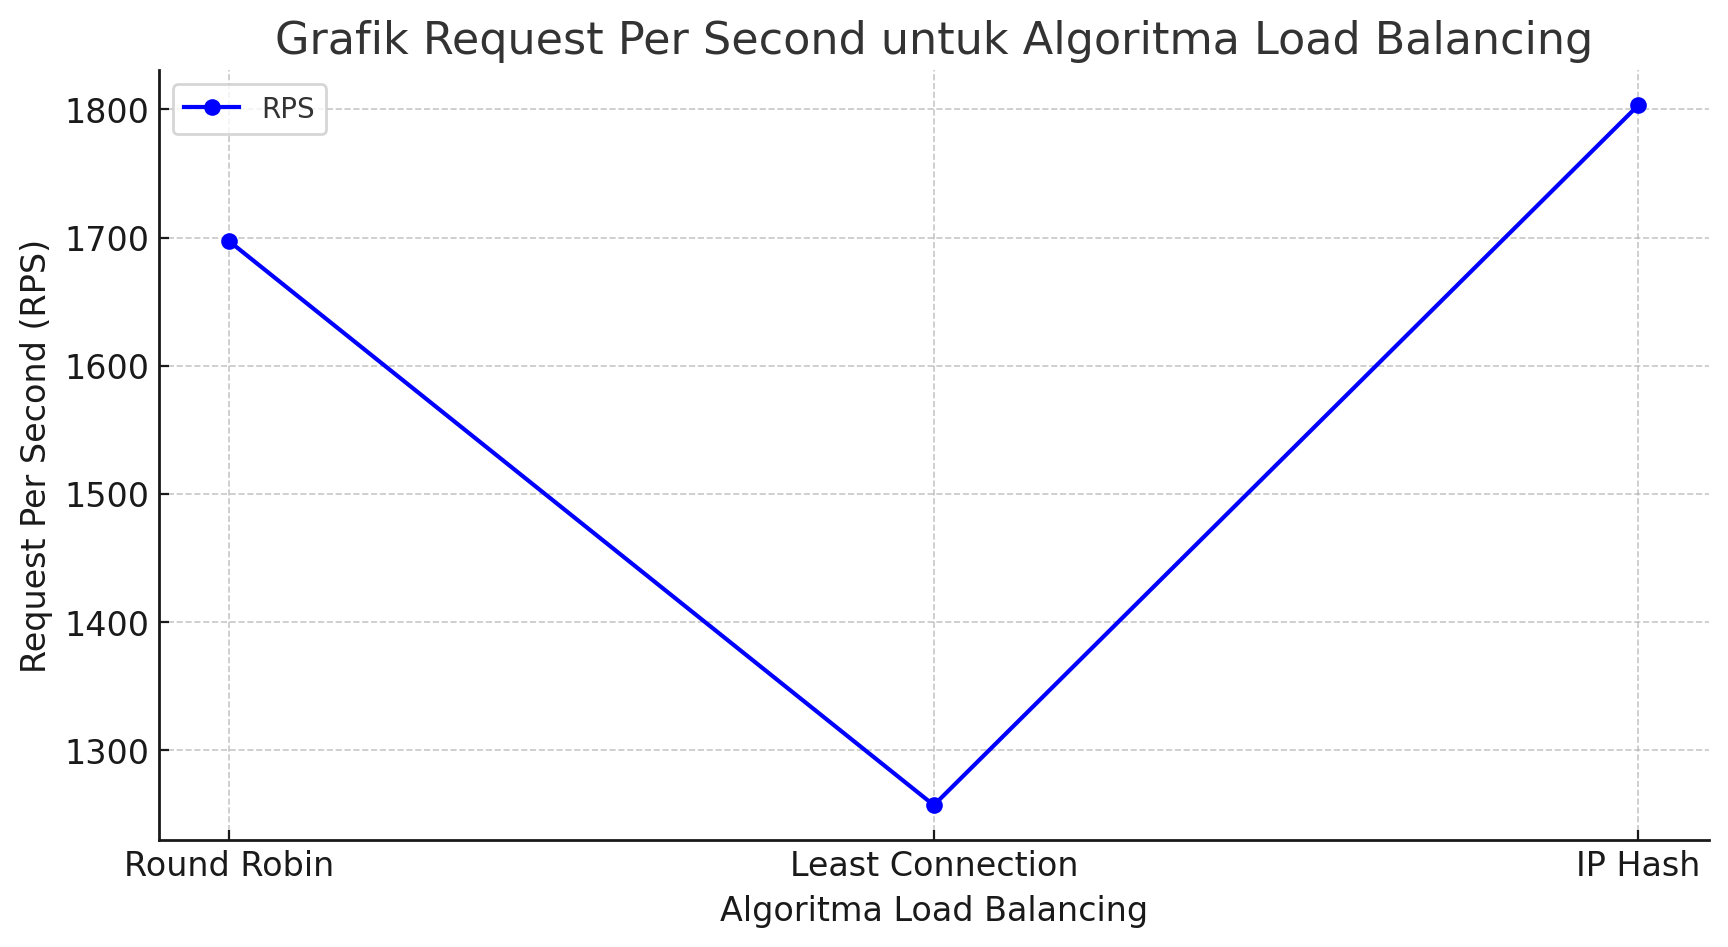 Grafik Request Per Second untuk Algoritma Load Balancing
RPS
Request Per Second (RPS)
1800
1700
1600
1500
1400
1300
Round Robin
Least Connection
IP Hash
Algoritma Load Balancing